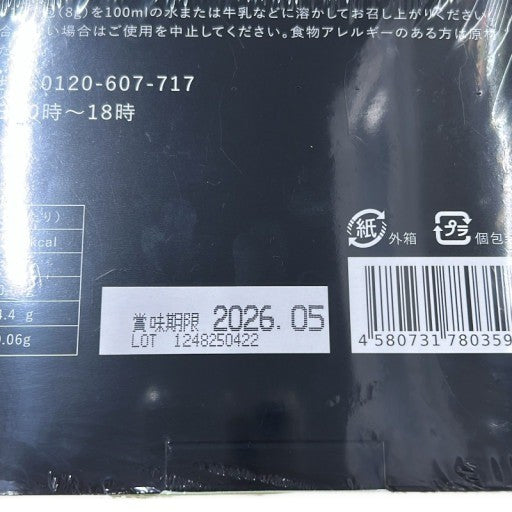 (8g)を100mlの水または牛乳などに溶かしてお召し上がりください。
ない場合はご使用を中止してください。食物アレルギーのある方は原材
0120-607-717
0時～18時
たり)
kcal
4.4 g
0.06g
紙 外箱 プラ 個包
賞味期限 2026.05
LOT 1248250422
4 580731 780359